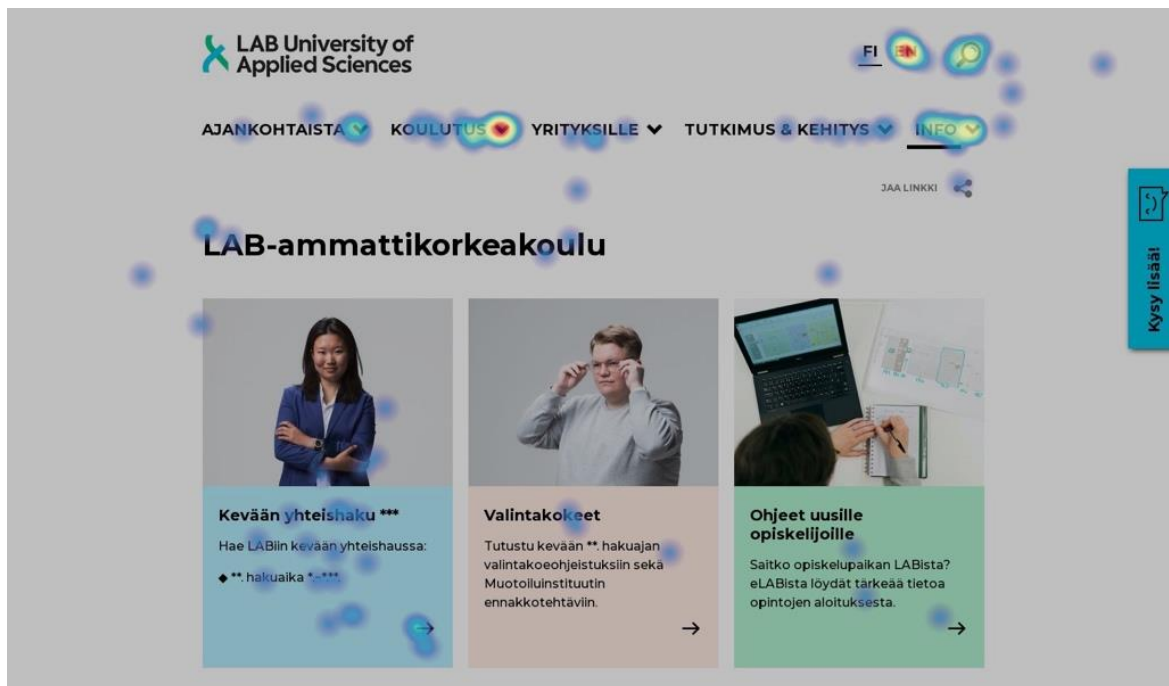 LAB University of
Applied Sciences
FI EN
AJANKOHTAISTA KOULUTUS YRITYKSILLE TUTKIMUS & KEHITYS INFO
JAA LINKKI
Kysy lisää!
LAB-ammattikorkeakoulu
Kevään yhteishaku ***
Hae LABiin kevään yhteishaussa:
◆ **. hakuaika *.–***.
Valintakokeet
Tutustu kevään **. hakuajan
valintakoeohjeistuksiin sekä
Muotoiluinstituutin
ennakkotehtäviin.
Ohjeet uusille
opiskelijoille
Saitko opiskelupaikan LABista?
eLABista löydät tärkeää tietoa
opintojen aloituksesta.